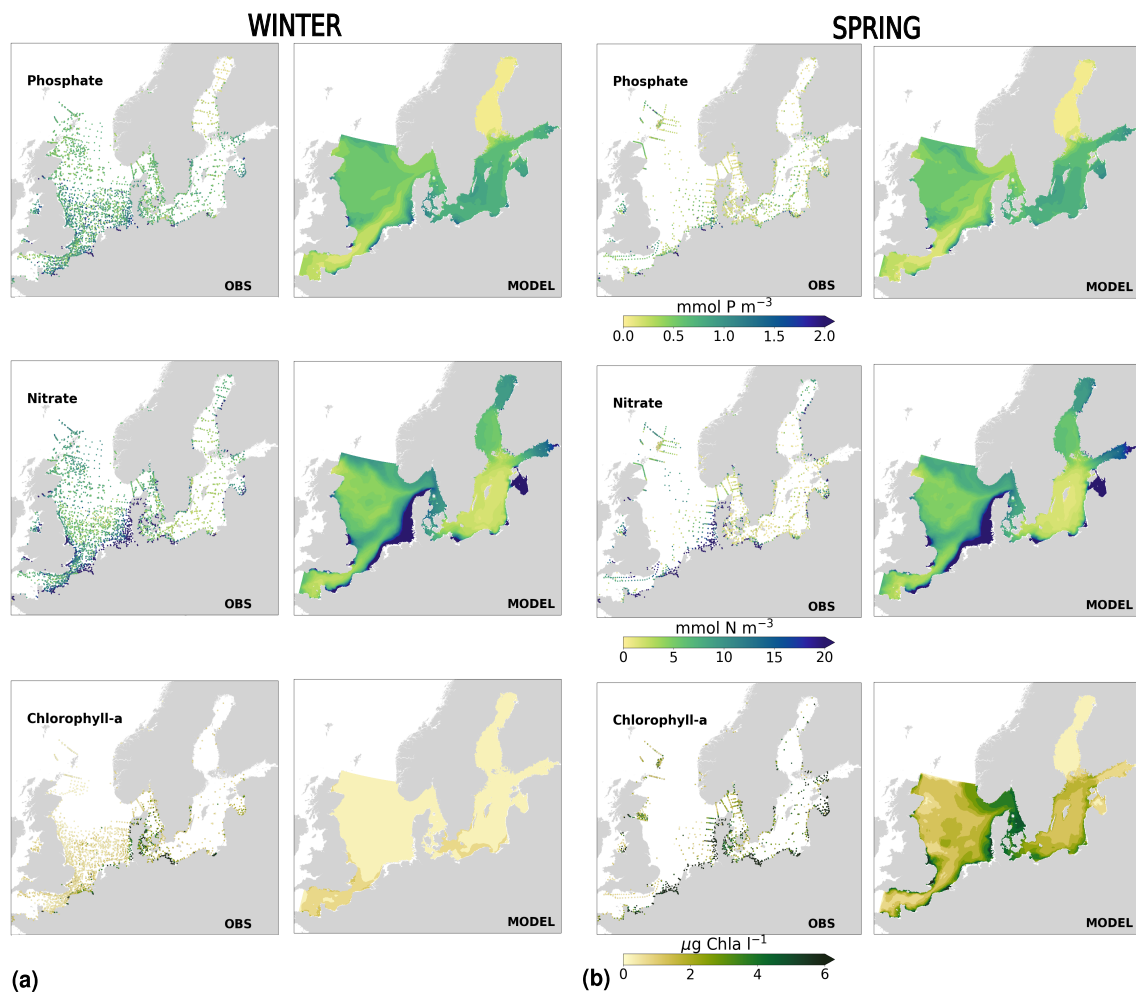 WINTER
SPRING
Phosphate
OBS
MODEL
Phosphate
OBS
MODEL
mmol P m−3
0.0 0.5 1.0 1.5 2.0
Nitrate
OBS
MODEL
Nitrate
OBS
MODEL
mmol N m−3
0 5 10 15 20
Chlorophyll-a
OBS
MODEL
Chlorophyll-a
OBS
MODEL
μg Chla l−1
0 2 4 6
(a)
(b)